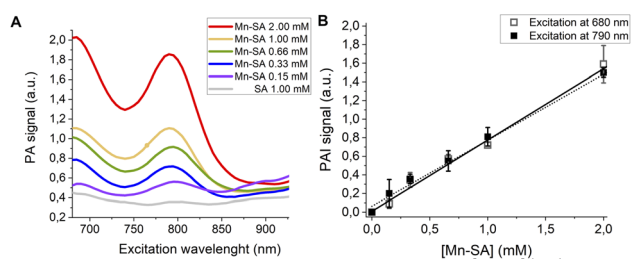 A
PA signal (a.u.)
2,2
2,0
1,8
1,6
1,4
1,2
1,0
0,8
0,6
0,4
0,2
700
750
800
850
900
Excitation wavelenght (nm)
Mn-SA 2.00 mM
Mn-SA 1.00 mM
Mn-SA 0.66 mM
Mn-SA 0.33 mM
Mn-SA 0.15 mM
SA 1.00 mM
B
PAI signal (a.u.)
1,8
1,6
1,4
1,2
1,0
0,8
0,6
0,4
0,2
0,0
0,0
0,5
1,0
1,5
2,0
[Mn-SA] (mM)
Excitation at 680 nm
Excitation at 790 nm